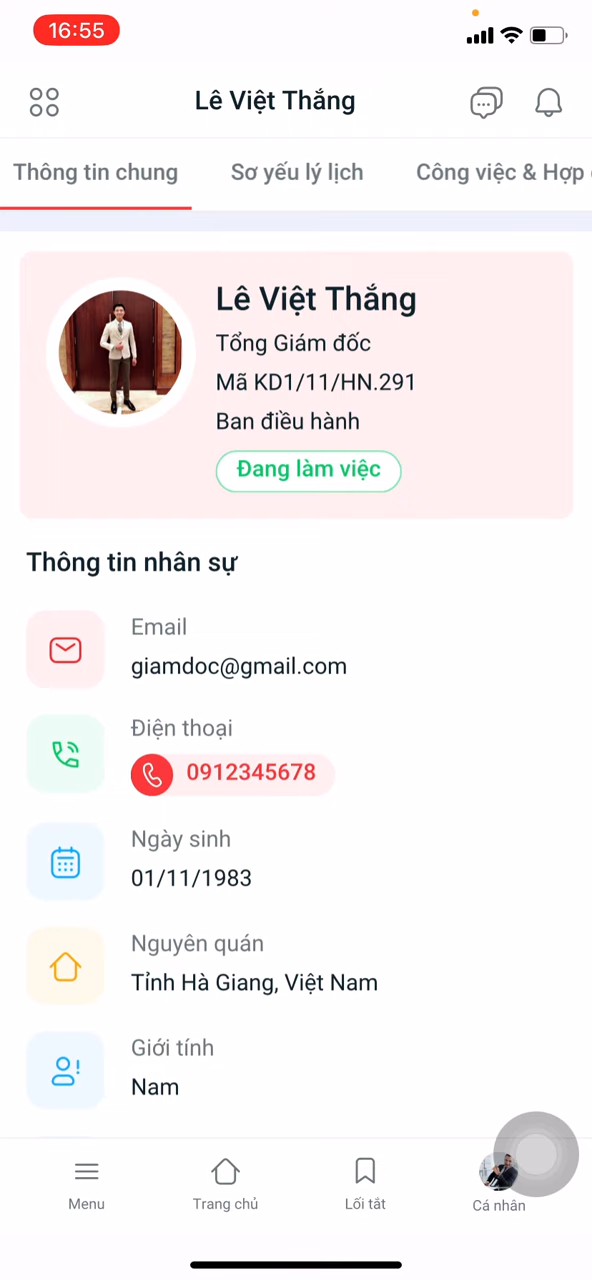 16:55
Lê Việt Thắng
Thông tin chung
Sơ yếu lý lịch
Công việc & Hợp
Lê Việt Thắng
Tổng Giám đốc
Mã KD1/11/HN.291
Ban điều hành
Đang làm việc
Thông tin nhân sự
Email
giamdoc@gmail.com
Điện thoại
0912345678
Ngày sinh
01/11/1983
Nguyên quán
Tỉnh Hà Giang, Việt Nam
Giới tính
Nam
Menu
Trang chủ
Lối tắt
Cá nhân